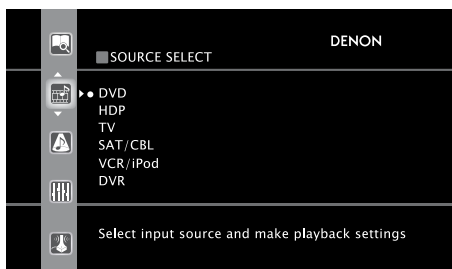 DENON
SOURCE SELECT
DVD
HDP
TV
SAT/CBL
VCR/iPod
DVR
Select input source and make playback settings